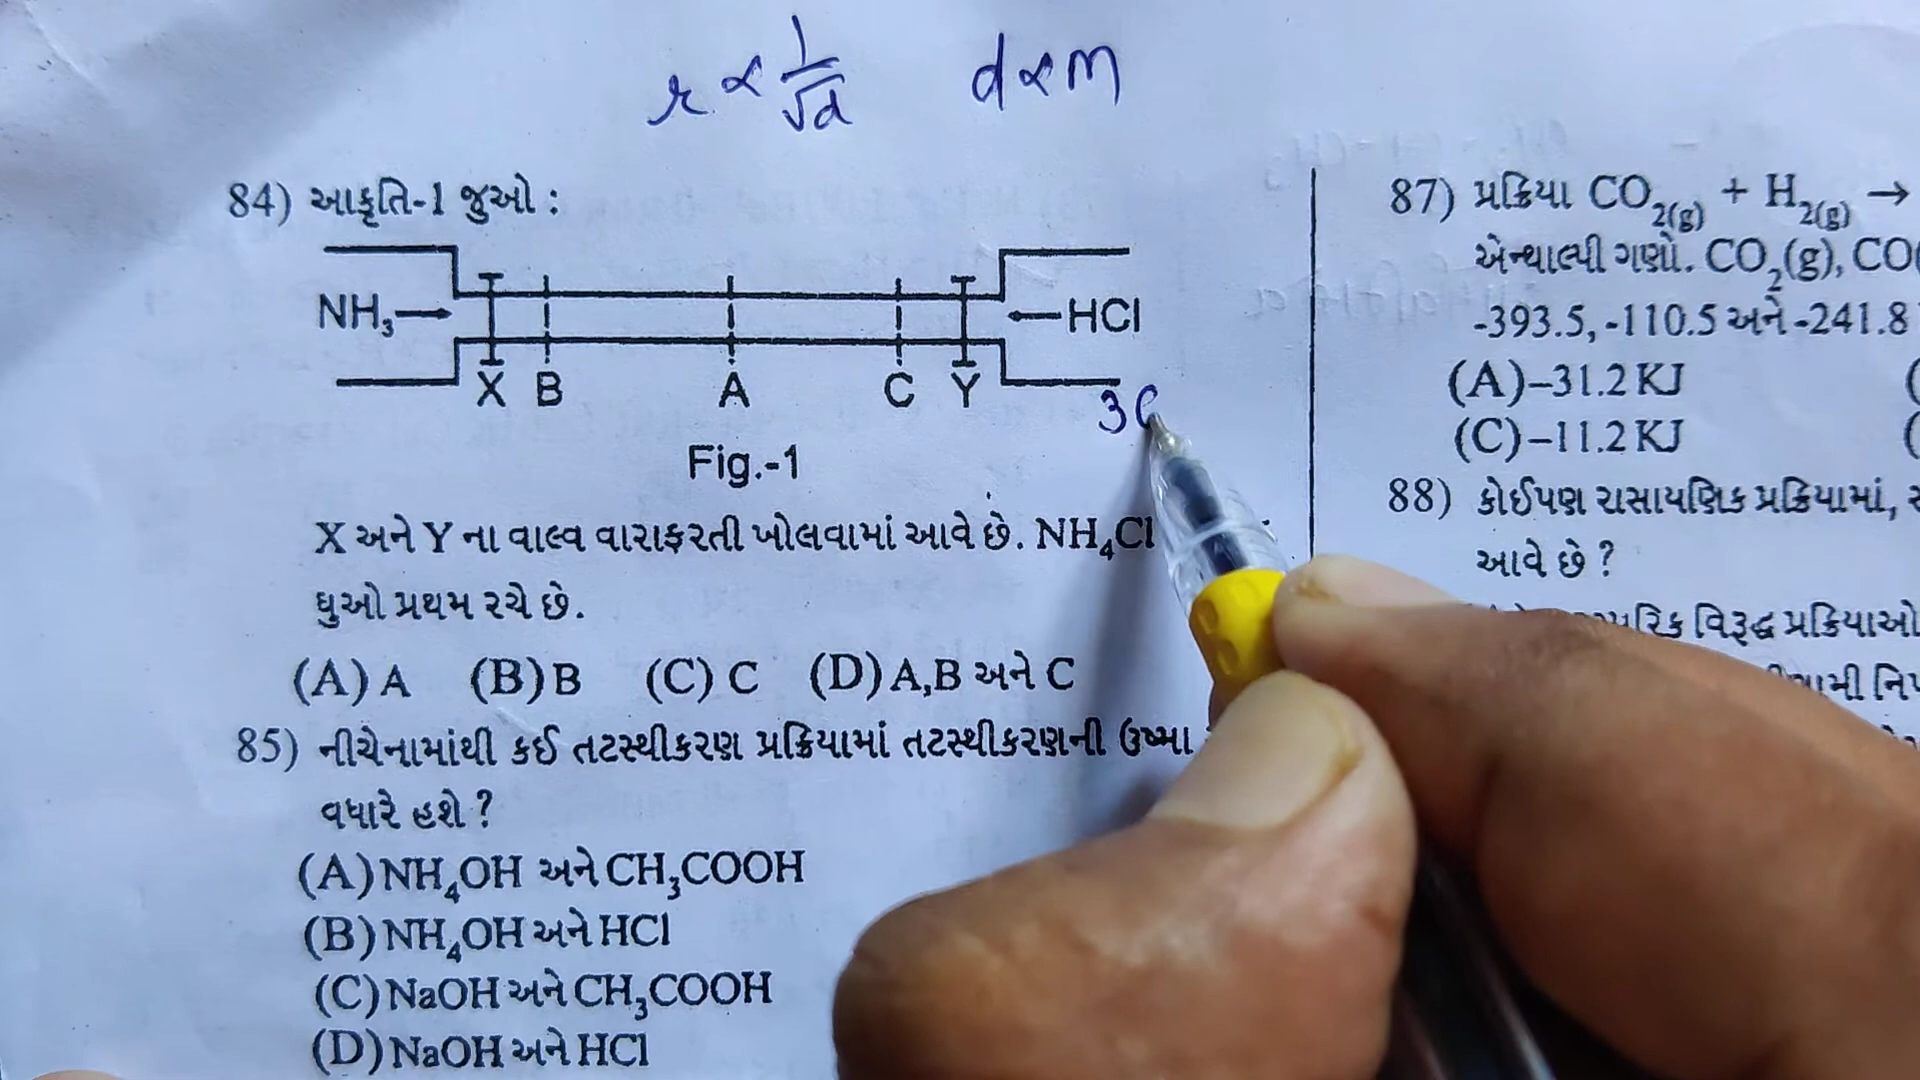 r ∝ 1/√d    d ∝ M
84) આકૃતિ-1 જુઓ :
NH₃→ ←HCl
X B A C Y
3
Fig.-1
X અને Y ના વાલ્વ વારાફરતી ખોલવામાં આવે છે. NH₄Cl
ધુઓ પ્રથમ રચે છે.
(A) A (B) B (C) C (D) A,B અને C
85) નીચેનામાંથી કઈ તટસ્થીકરણ પ્રક્રિયામાં તટસ્થીકરણની ઉષ્મા
વધારે હશે ?
(A) NH₄OH અને CH₃COOH
(B) NH₄OH અને HCl
(C) NaOH અને CH₃COOH
(D) NaOH અને HCl
87) પ્રક્રિયા CO₂(g) + H₂(g) →
એન્થાલ્પી ગણો. CO₂(g), CO(
-393.5, -110.5 અને -241.8
(A) –31.2 KJ
(C) –11.2 KJ
88) કોઈપણ રાસાયણિક પ્રક્રિયામાં,
આવે છે ?
વિરૂદ્ધ પ્રક્રિયાઓ